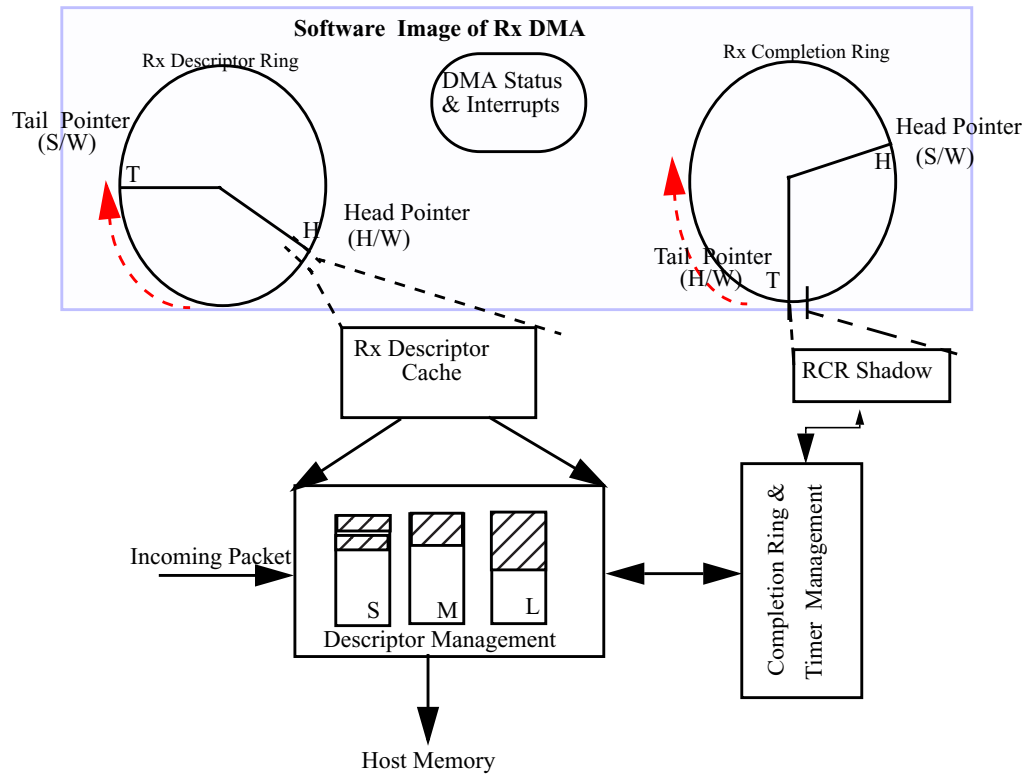 Software Image of Rx DMA
Rx Descriptor Ring
DMA Status
& Interrupts
Rx Completion Ring
Tail Pointer
(S/W)
T
H
Head Pointer
(H/W)
Head Pointer
(S/W)
H
Tail Pointer
(H/W)
T
Rx Descriptor
Cache
RCR Shadow
Incoming Packet
S
M
L
Descriptor Management
Completion Ring &
Timer Management
Host Memory